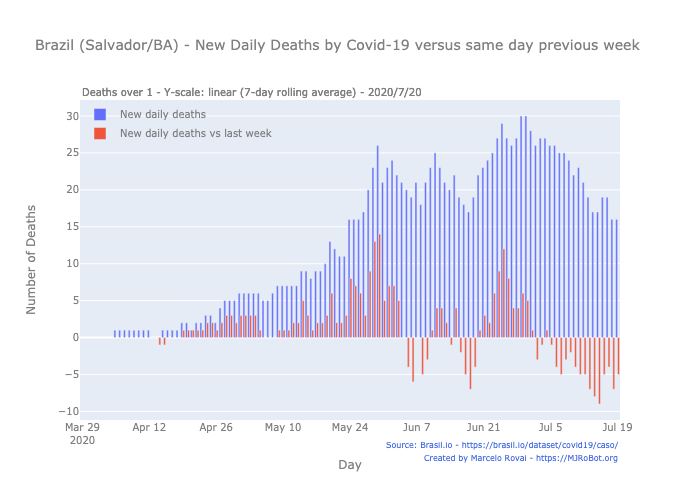 Brazil (Salvador/BA) - New Daily Deaths by Covid-19 versus same day previous week
Deaths over 1 - Y-scale: linear (7-day rolling average) - 2020/7/20
New daily deaths
New daily deaths vs last week
Number of Deaths
30
25
20
15
10
5
0
−5
−10
Mar 29
2020
Apr 12
Apr 26
May 10
May 24
Jun 7
Jun 21
Jul 5
Jul 19
Day
Source: Brasil.io - https://brasil.io/dataset/covid19/caso/
Created by Marcelo Rovai - https://MJRoBot.org